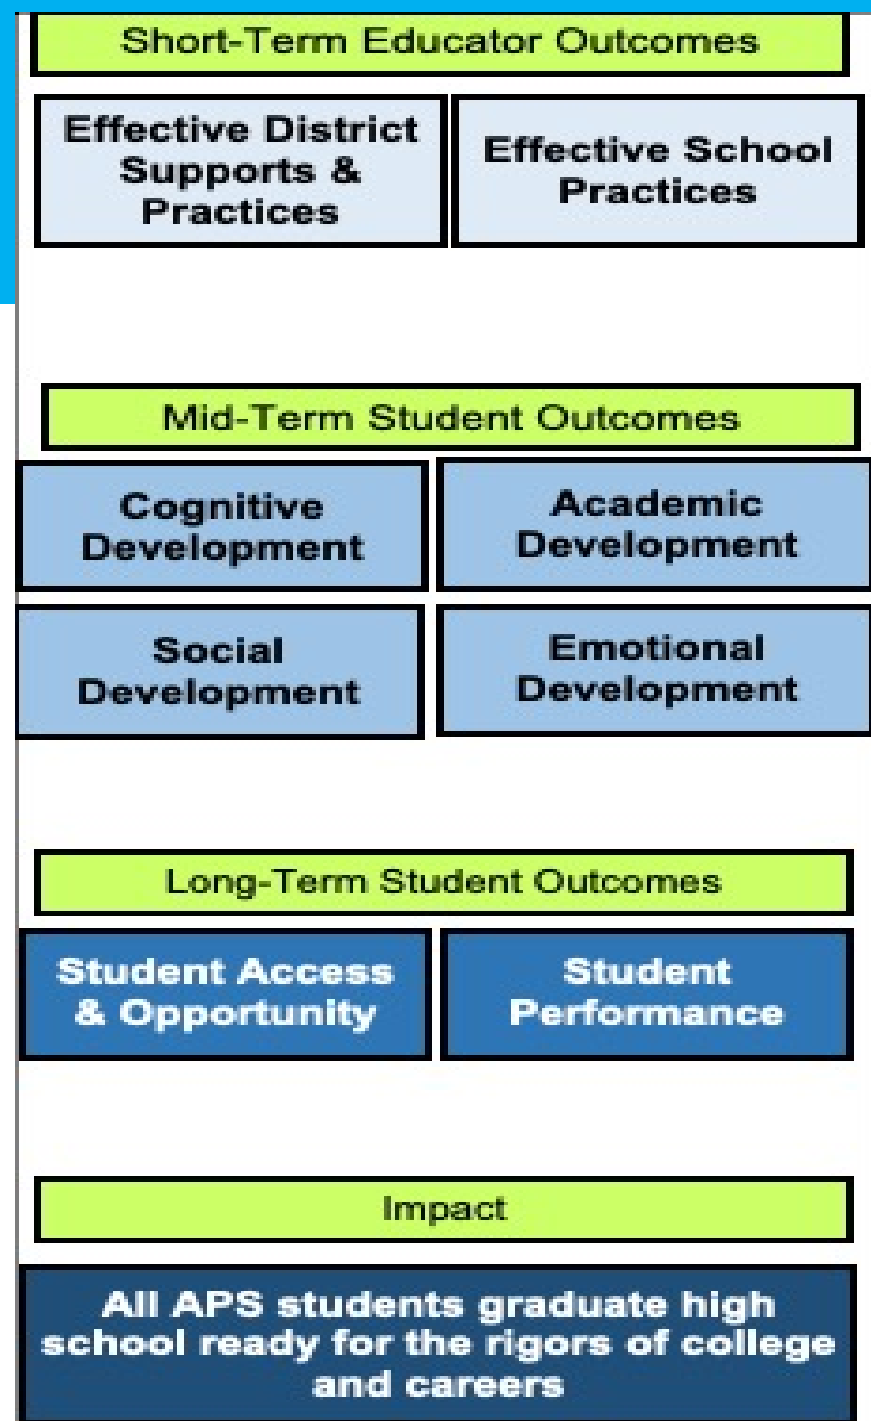 Short-Term Educator Outcomes
Effective District
Supports &
Practices
Effective School
Practices
Mid-Term Student Outcomes
Cognitive
Development
Academic
Development
Social
Development
Emotional
Development
Long-Term Student Outcomes
Student Access
& Opportunity
Student
Performance
Impact
All APS students graduate high
school ready for the rigors of college
and careers